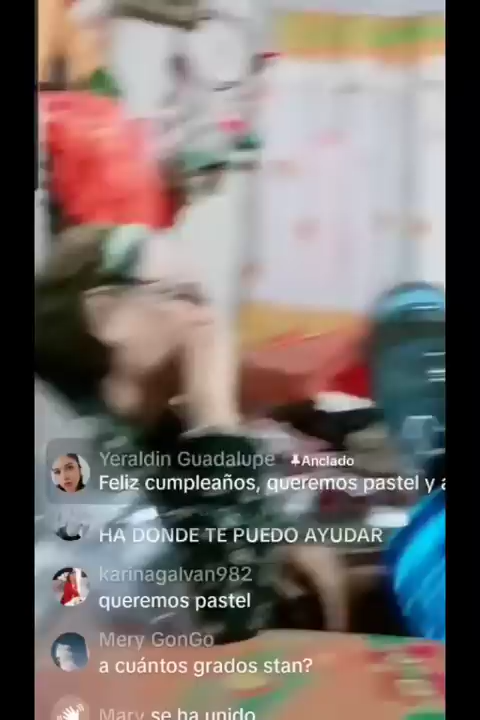 Yeraldin Guadalupe Anclado
Feliz cumpleaños, queremos pastel y a
HA DONDE TE PUEDO AYUDAR
karinagalvan982
queremos pastel
Mery GonGo
a cuántos grados stan?
Mary se ha unido